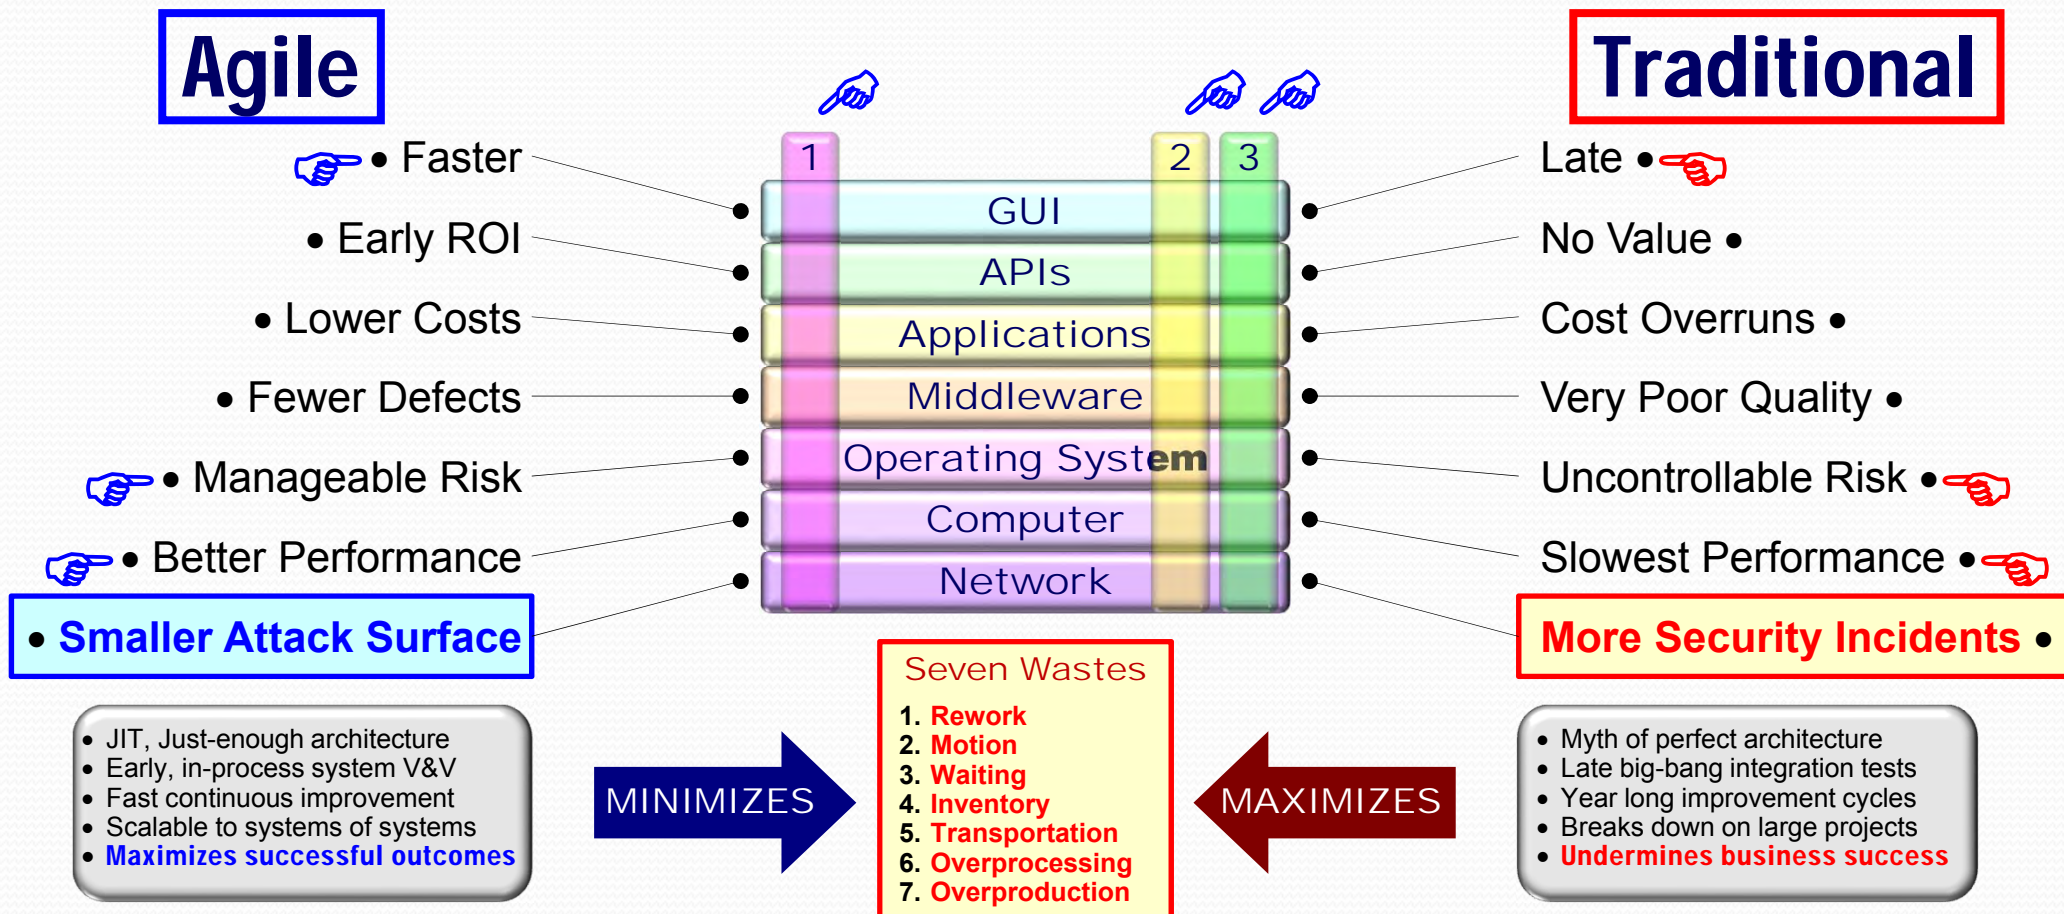 Agile
Traditional
• Faster
• Early ROI
• Lower Costs
• Fewer Defects
• Manageable Risk
• Better Performance
• Smaller Attack Surface
1
2
3
GUI
APIs
Applications
Middleware
Operating System
Computer
Network
Late •
No Value •
Cost Overruns •
Very Poor Quality •
Uncontrollable Risk •
Slowest Performance •
More Security Incidents •
• JIT, Just-enough architecture
• Early, in-process system V&V
• Fast continuous improvement
• Scalable to systems of systems
• Maximizes successful outcomes
MINIMIZES
Seven Wastes
1. Rework
2. Motion
3. Waiting
4. Inventory
5. Transportation
6. Overprocessing
7. Overproduction
MAXIMIZES
• Myth of perfect architecture
• Late big-bang integration tests
• Year long improvement cycles
• Breaks down on large projects
• Undermines business success